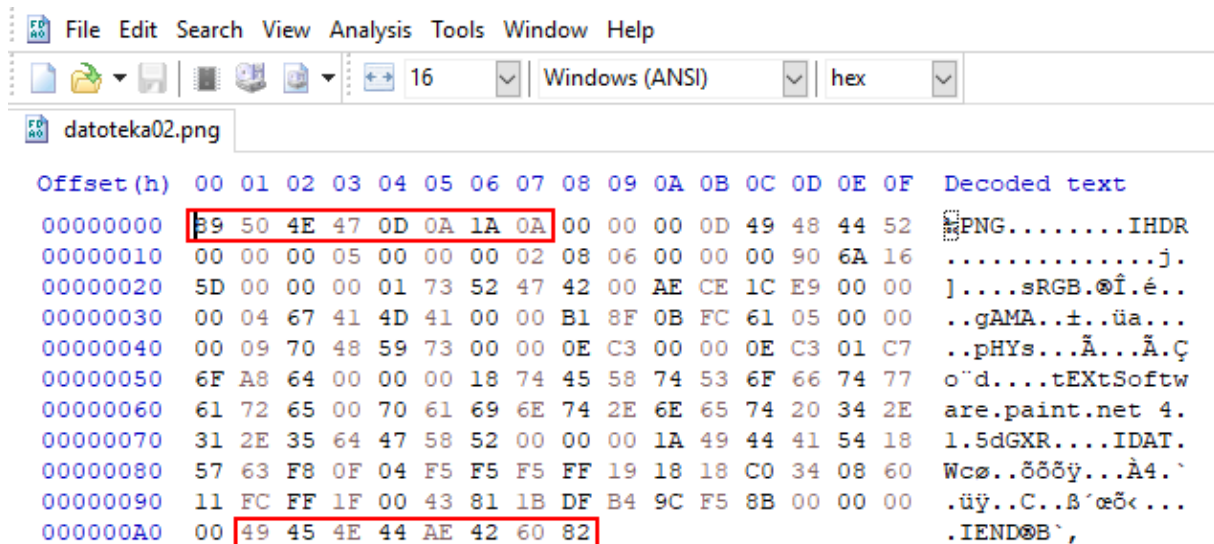 File Edit Search View Analysis Tools Window Help
16 Windows (ANSI) hex
datoteka02.png
Offset(h) 00 01 02 03 04 05 06 07 08 09 0A 0B 0C 0D 0E 0F Decoded text
00000000 89 50 4E 47 0D 0A 1A 0A 00 00 00 0D 49 48 44 52 ‰PNG........IHDR
00000010 00 00 00 05 00 00 00 02 08 06 00 00 00 90 6A 16 ..............j.
00000020 5D 00 00 00 01 73 52 47 42 00 AE CE 1C E9 00 00 ]....sRGB.®Î.é..
00000030 00 04 67 41 4D 41 00 00 B1 8F 0B FC 61 05 00 00 ..gAMA..±..üa...
00000040 00 09 70 48 59 73 00 00 0E C3 00 00 0E C3 01 C7 ..pHYs...Ã...Ã.Ç
00000050 6F A8 64 00 00 00 18 74 45 58 74 53 6F 66 74 77 o¨d....tEXtSoftw
00000060 61 72 65 00 70 61 69 6E 74 2E 6E 65 74 20 34 2E are.paint.net 4.
00000070 31 2E 35 64 47 58 52 00 00 00 1A 49 44 41 54 18 1.5dGXR....IDAT.
00000080 57 63 F8 0F 04 F5 F5 F5 FF 19 18 18 C0 34 08 60 Wcø..õõõÿ...À4.`
00000090 11 FC FF 1F 00 43 81 1B DF B4 9C F5 8B 00 00 00 .üÿ..C..ß´œõ‹...
000000A0 00 49 45 4E 44 AE 42 60 82 .IEND®B`‚